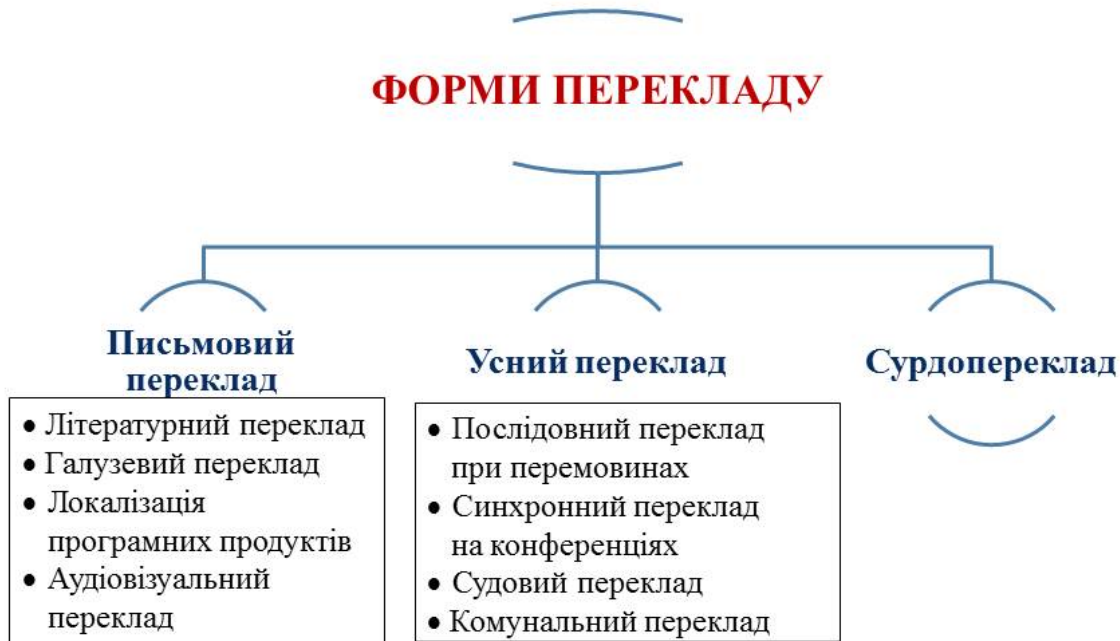 ФОРМИ ПЕРЕКЛАДУ
Письмовий
переклад
• Літературний переклад
• Галузевий переклад
• Локалізація
програмних продуктів
• Аудіовізуальний
переклад
Усний переклад
• Послідовний переклад
при перемовинах
• Синхронний переклад
на конференціях
• Судовий переклад
• Комунальний переклад
Сурдопереклад